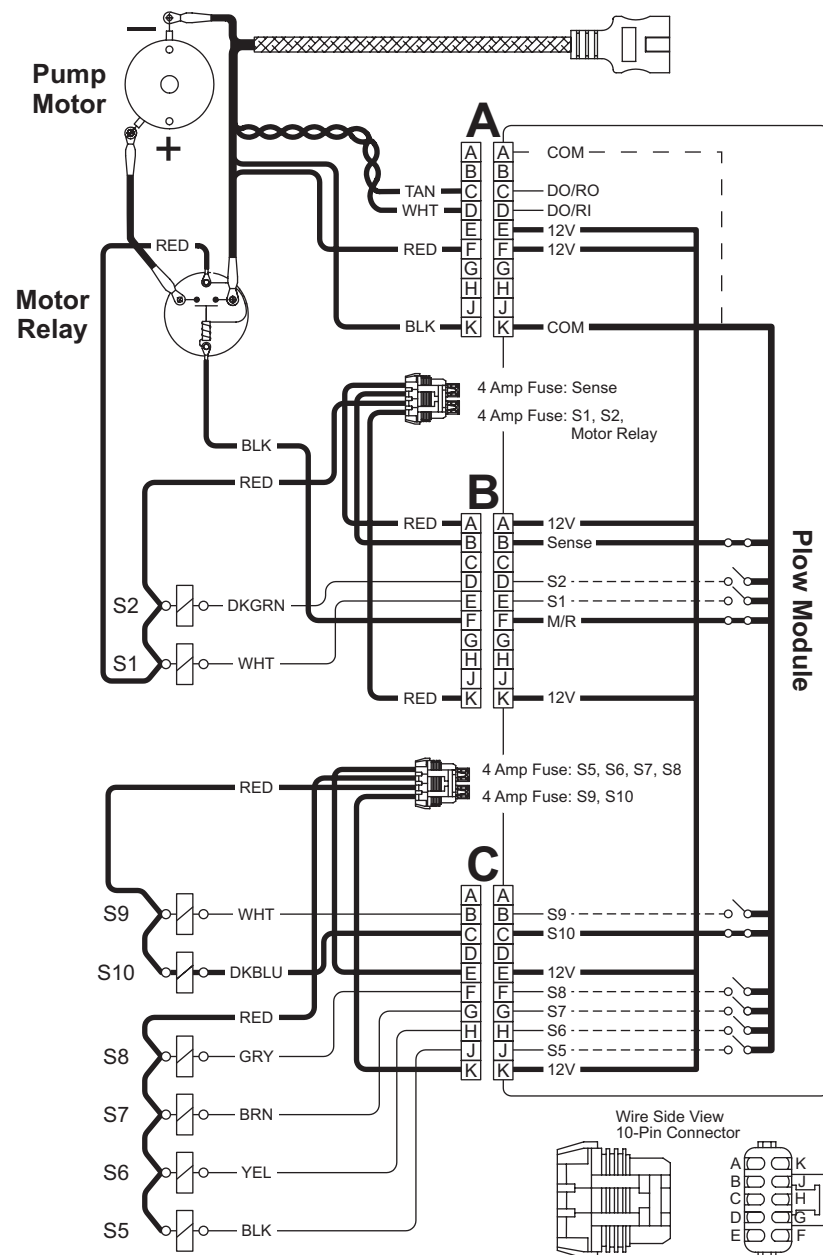 −
Pump
Motor
+
A
A A COM
B B
TAN C C DO/RO
WHT D D DO/RI
E E 12V
RED F F 12V
G G
H H
J J
BLK K K COM
RED
Motor
Relay
4 Amp Fuse: Sense
4 Amp Fuse: S1, S2,
Motor Relay
BLK
RED
B
RED A A 12V
B B Sense
C C
S2 DKGRN D D S2
E E S1
F F M/R
G G
S1 WHT H H
J J
RED K K 12V
Plow Module
4 Amp Fuse: S5, S6, S7, S8
RED
4 Amp Fuse: S9, S10
C
A A
S9 WHT B B S9
C C S10
D D
S10 DKBLU E E 12V
F F S8
RED G G S7
H H S6
S8 GRY J J S5
K K 12V
S7 BRN
S6 YEL
S5 BLK
Wire Side View
10-Pin Connector
A K
B J
C H
D G
E F